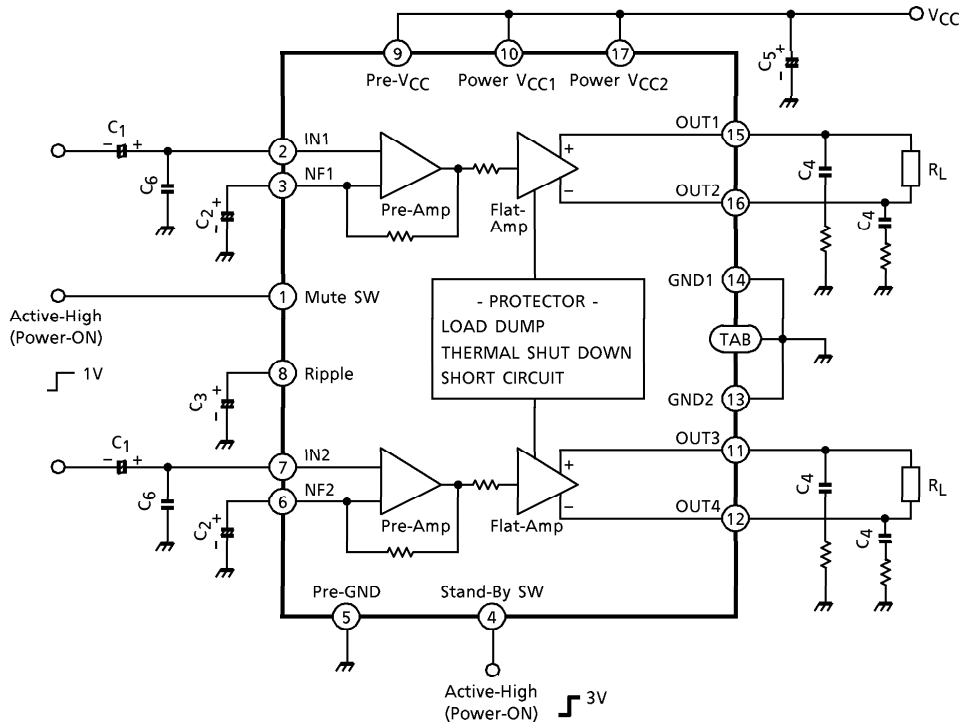 VCC
9
10
17
C5
+
-
Pre-VCC
Power VCC1
Power VCC2
C1
- +
2
IN1
OUT1
15
C6
3
NF1
Pre-Amp
Flat-
Amp
+
-
C4
RL
C2
+
-
OUT2
16
C4
1
Mute SW
Active-High
(Power-ON)
1V
GND1
14
- PROTECTOR -
LOAD DUMP
THERMAL SHUT DOWN
SHORT CIRCUIT
TAB
8
Ripple
C3
+
-
GND2
13
C1
- +
7
IN2
OUT3
11
C6
6
NF2
Pre-Amp
Flat-Amp
+
-
C4
RL
C2
+
-
OUT4
12
C4
Pre-GND
5
Stand-By SW
4
Active-High
(Power-ON)
3V